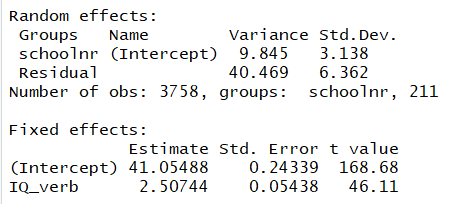 Random effects:
 Groups   Name        Variance Std.Dev.
 schoolnr (Intercept)  9.845   3.138
 Residual             40.469   6.362
Number of obs: 3758, groups:  schoolnr, 211
Fixed effects:
            Estimate Std. Error t value
(Intercept) 41.05488    0.24339  168.68
IQ_verb      2.50744    0.05438   46.11